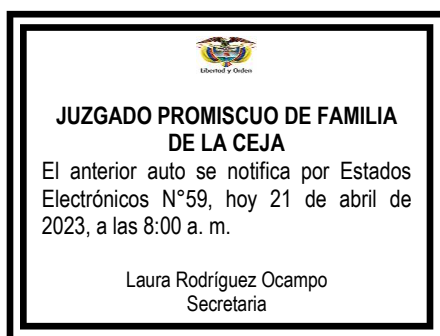 Libertad y Orden
JUZGADO PROMISCUO DE FAMILIA
DE LA CEJA
El anterior auto se notifica por Estados
Electrónicos N°59, hoy 21 de abril de
2023, a las 8:00 a. m.
Laura Rodríguez Ocampo
Secretaria